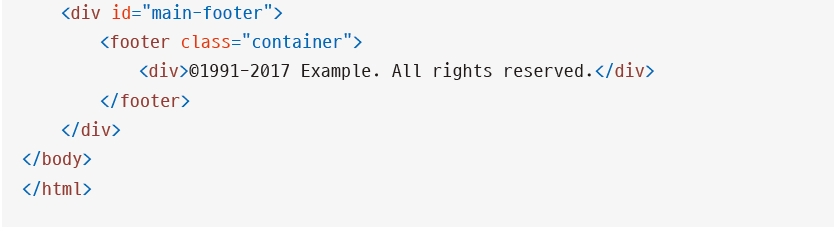 <div id="main-footer">
<footer class="container">
<div>©1991-2017 Example. All rights reserved.</div>
</footer>
</div>
</body>
</html>